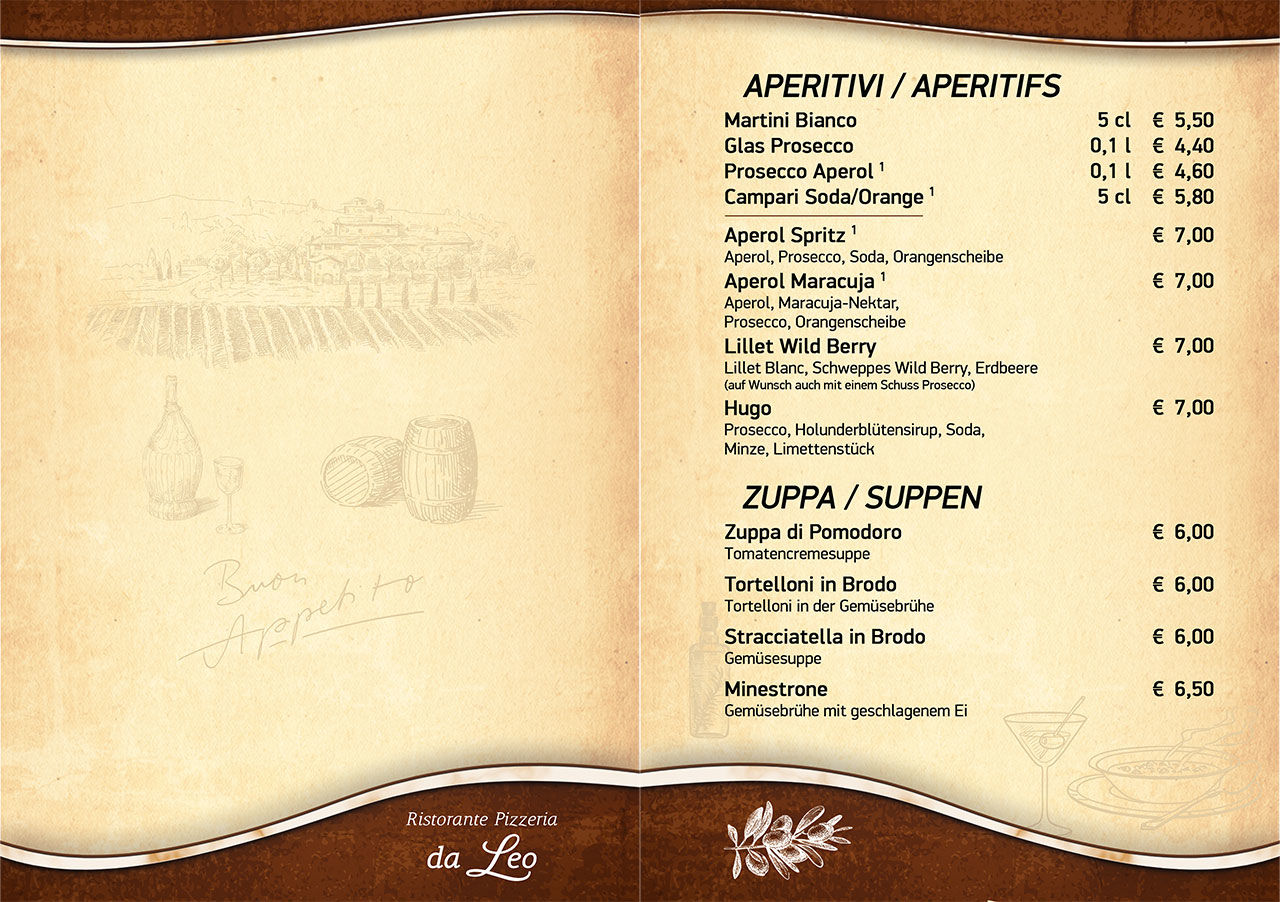 Buon
Appetito
Ristorante Pizzeria
da Leo
APERITIVI / APERITIFS
Martini Bianco 5 cl € 5,50
Glas Prosecco 0,1 l € 4,40
Prosecco Aperol ¹ 0,1 l € 4,60
Campari Soda/Orange ¹ 5 cl € 5,80
Aperol Spritz ¹ € 7,00
Aperol, Prosecco, Soda, Orangenscheibe
Aperol Maracuja ¹ € 7,00
Aperol, Maracuja-Nektar,
Prosecco, Orangenscheibe
Lillet Wild Berry € 7,00
Lillet Blanc, Schweppes Wild Berry, Erdbeere
(auf Wunsch auch mit einem Schuss Prosecco)
Hugo € 7,00
Prosecco, Holunderblütensirup, Soda,
Minze, Limettenstück
ZUPPA / SUPPEN
Zuppa di Pomodoro € 6,00
Tomatencremesuppe
Tortelloni in Brodo € 6,00
Tortelloni in der Gemüsebrühe
Stracciatella in Brodo € 6,00
Gemüsesuppe
Minestrone € 6,50
Gemüsebrühe mit geschlagenem Ei